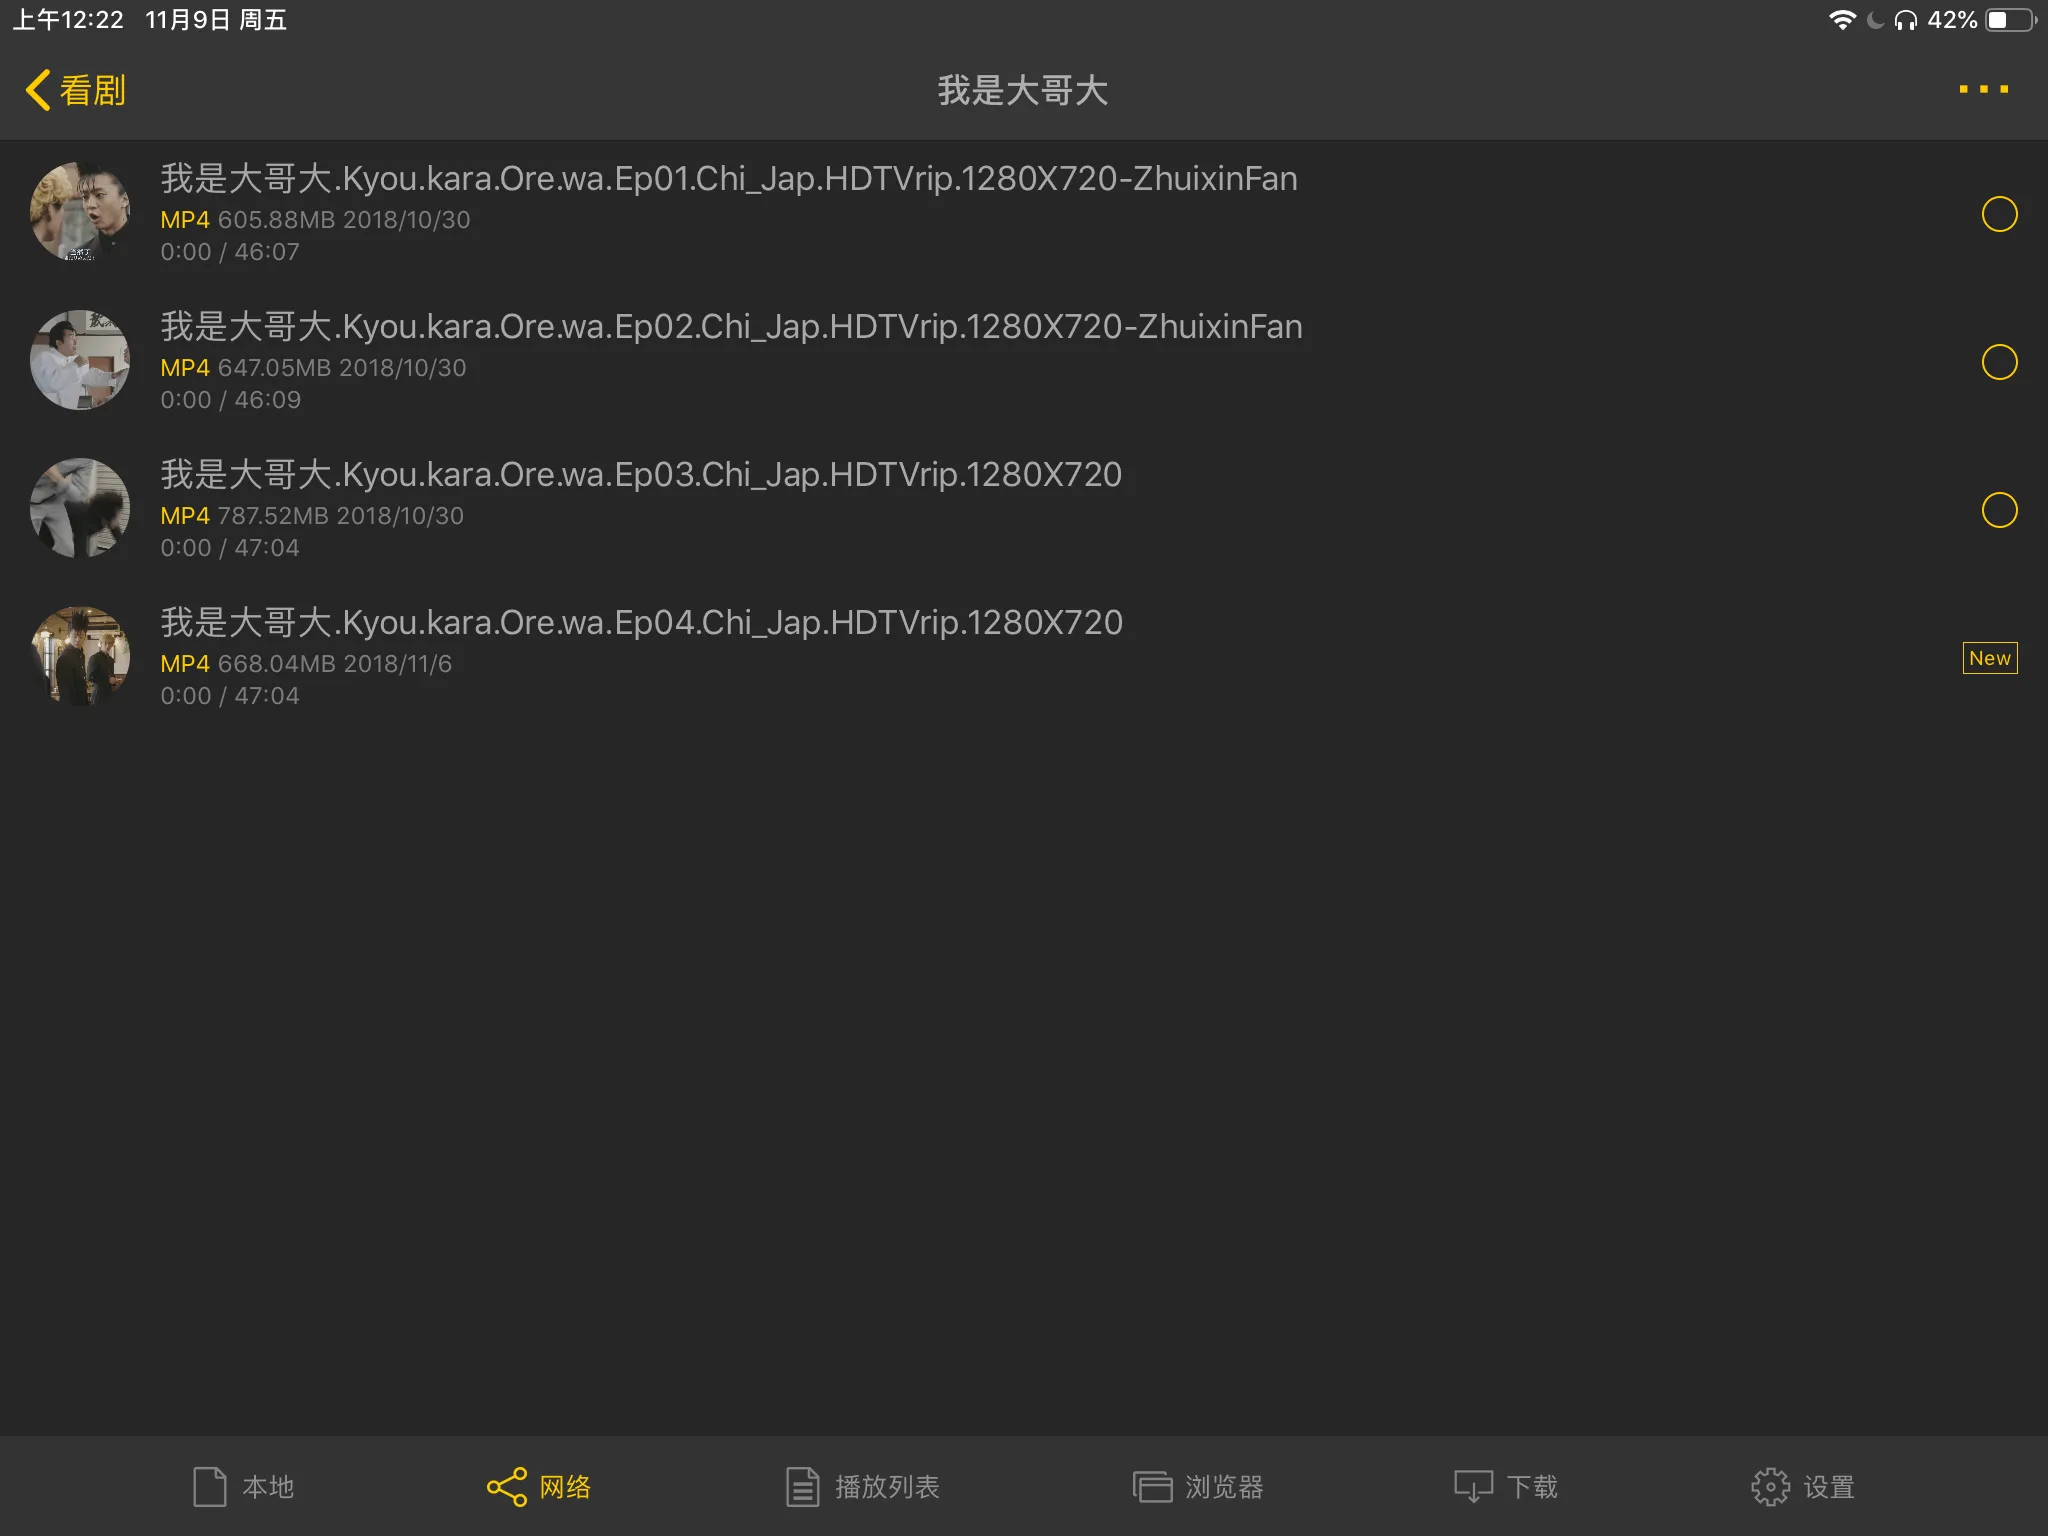 上午12:22 11月9日 周五 42%
看剧 我是大哥大
我是大哥大.Kyou.kara.Ore.wa.Ep01.Chi_Jap.HDTVrip.1280X720-ZhuixinFan
MP4 605.88MB 2018/10/30
0:00 / 46:07
我是大哥大.Kyou.kara.Ore.wa.Ep02.Chi_Jap.HDTVrip.1280X720-ZhuixinFan
MP4 647.05MB 2018/10/30
0:00 / 46:09
我是大哥大.Kyou.kara.Ore.wa.Ep03.Chi_Jap.HDTVrip.1280X720
MP4 787.52MB 2018/10/30
0:00 / 47:04
我是大哥大.Kyou.kara.Ore.wa.Ep04.Chi_Jap.HDTVrip.1280X720
MP4 668.04MB 2018/11/6
0:00 / 47:04
New
本地 网络 播放列表 浏览器 下载 设置